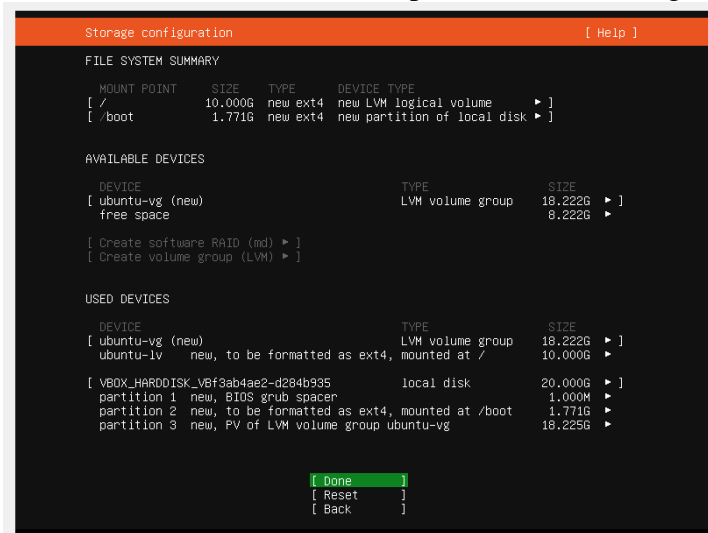 Storage configuration [ Help ]
FILE SYSTEM SUMMARY
MOUNT POINT SIZE TYPE DEVICE TYPE
[ / 10.000G new ext4 new LVM logical volume ▸ ]
[ /boot 1.771G new ext4 new partition of local disk ▸ ]
AVAILABLE DEVICES
DEVICE TYPE SIZE
[ ubuntu-vg (new) LVM volume group 18.222G ▸ ]
free space 8.222G ▸
[ Create software RAID (md) ▸ ]
[ Create volume group (LVM) ▸ ]
USED DEVICES
DEVICE TYPE SIZE
[ ubuntu-vg (new) LVM volume group 18.222G ▸ ]
ubuntu-lv new, to be formatted as ext4, mounted at / 10.000G ▸
[ VBOX_HARDDISK_VBf3ab4ae2-d284b935 local disk 20.000G ▸ ]
partition 1 new, BIOS grub spacer 1.000M ▸
partition 2 new, to be formatted as ext4, mounted at /boot 1.771G ▸
partition 3 new, PV of LVM volume group ubuntu-vg 18.225G ▸
[ Done ]
[ Reset ]
[ Back ]